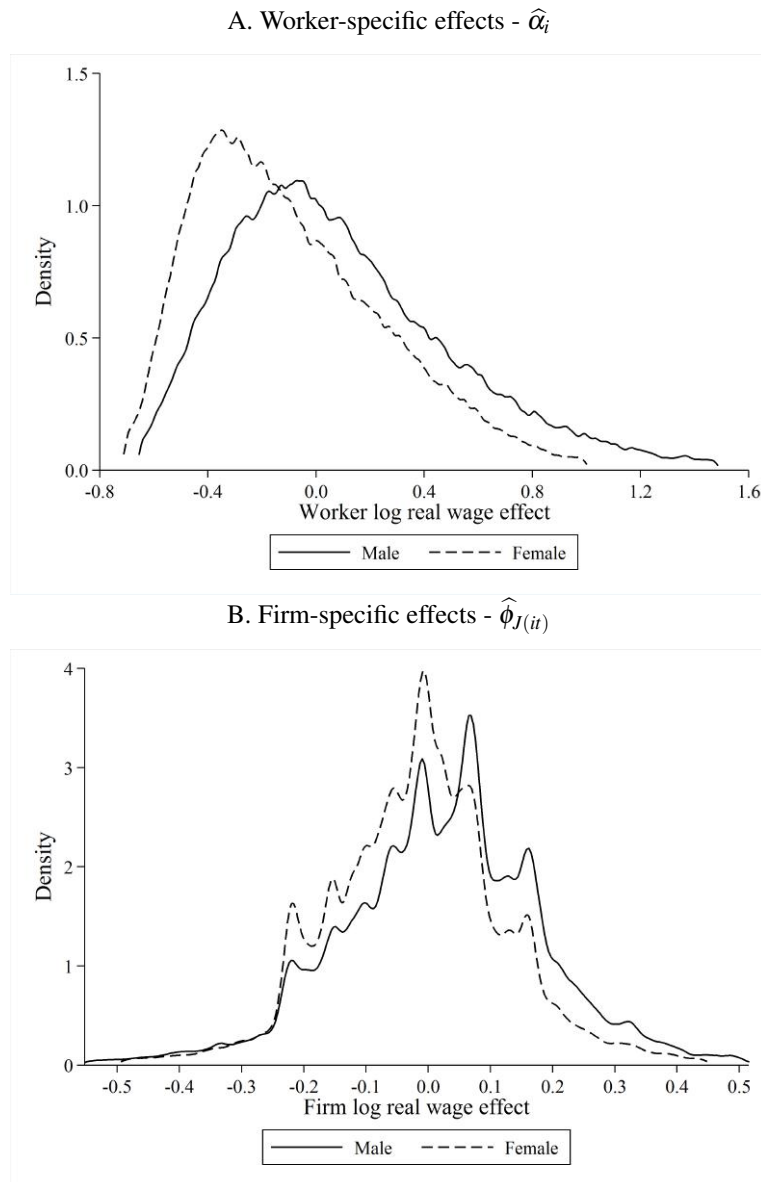 A. Worker-specific effects - α̂ᵢ
1.5
1.0
0.5
0.0
Density
-0.8 -0.4 0.0 0.4 0.8 1.2 1.6
Worker log real wage effect
Male Female
B. Firm-specific effects - ϕ̂_J(it)
4
3
2
1
0
Density
-0.5 -0.4 -0.3 -0.2 -0.1 0.0 0.1 0.2 0.3 0.4 0.5
Firm log real wage effect
Male Female